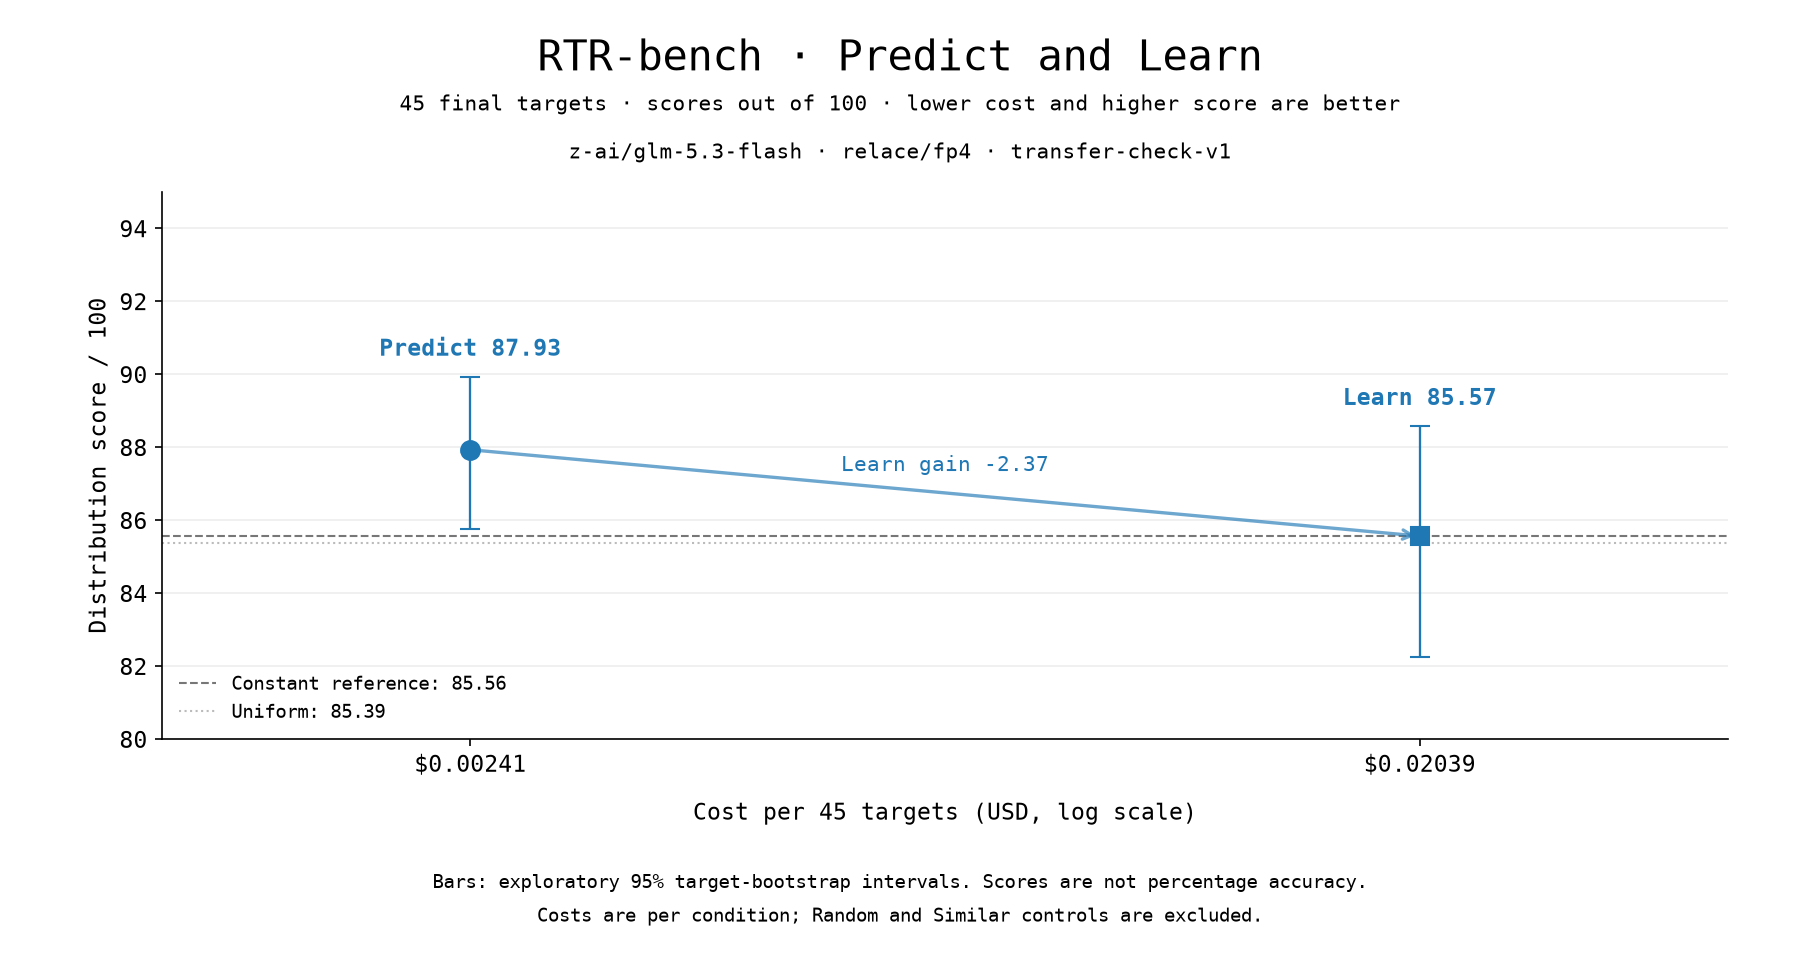 RTR-bench · Predict and Learn
45 final targets · scores out of 100 · lower cost and higher score are better
z-ai/glm-5.3-flash · relace/fp4 · transfer-check-v1
Distribution score / 100
94
92
90
88
86
84
82
80
Predict 87.93
Learn gain -2.37
Learn 85.57
Constant reference: 85.56
Uniform: 85.39
$0.00241
$0.02039
Cost per 45 targets (USD, log scale)
Bars: exploratory 95% target-bootstrap intervals. Scores are not percentage accuracy.
Costs are per condition; Random and Similar controls are excluded.